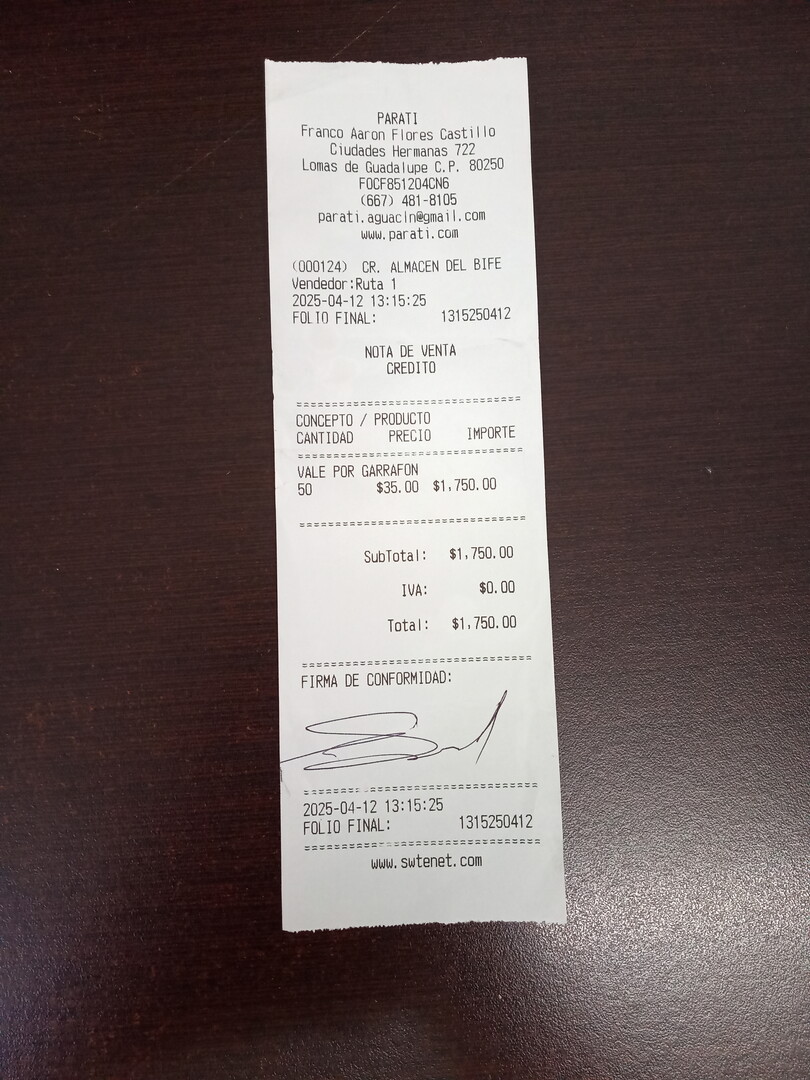 PARATI
Franco Aaron Flores Castillo
Ciudades Hermanas 722
Lomas de Guadalupe C.P. 80250
FOCF851204CN6
(667) 481-8105
parati.aguacln@gmail.com
www.parati.com
(000124) CR. ALMACEN DEL BIFE
Vendedor:Ruta 1
2025-04-12 13:15:25
FOLIO FINAL: 1315250412
NOTA DE VENTA
CREDITO
==============================
CONCEPTO / PRODUCTO
CANTIDAD PRECIO IMPORTE
==============================
VALE POR GARRAFON
50 $35.00 $1,750.00
==============================
SubTotal: $1,750.00
IVA: $0.00
Total: $1,750.00
==============================
FIRMA DE CONFORMIDAD:
==============================
2025-04-12 13:15:25
FOLIO FINAL: 1315250412
==============================
www.swtenet.com